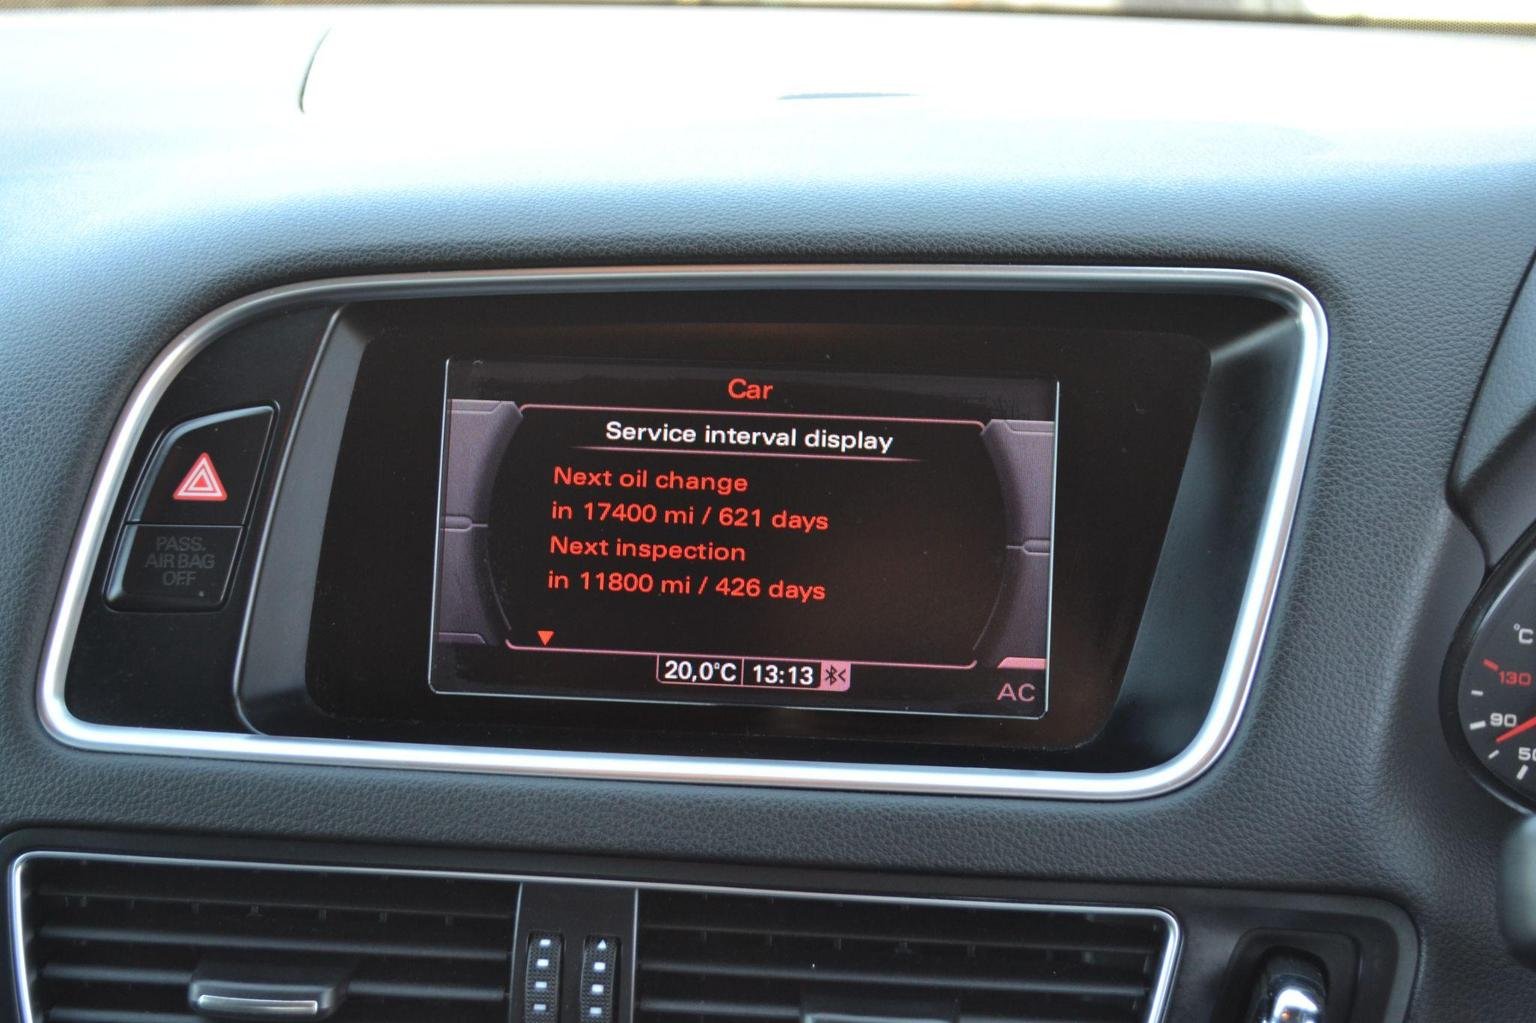 Car
Service interval display
Next oil change
in 17400 mi / 621 days
Next inspection
in 11800 mi / 426 days
20,0°C 13:13
AC
PASS.
AIR BAG
OFF
°C
130
90
50